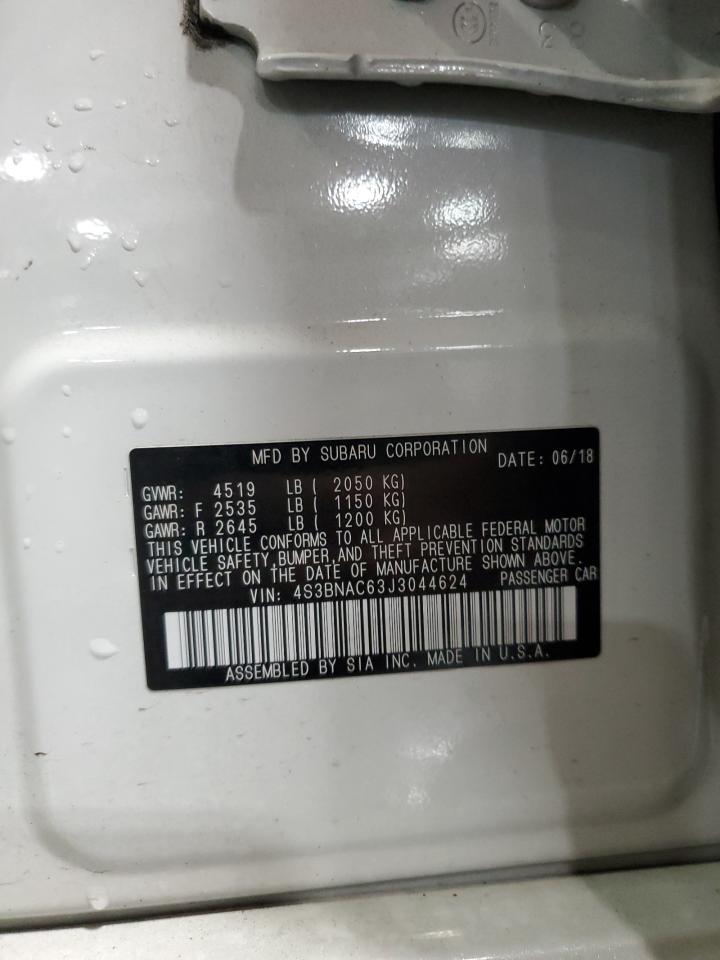 MFD BY SUBARU CORPORATION DATE: 06/18
GVWR: 4519 LB ( 2050 KG)
GAWR: F 2535 LB ( 1150 KG)
GAWR: R 2645 LB ( 1200 KG)
THIS VEHICLE CONFORMS TO ALL APPLICABLE FEDERAL MOTOR
VEHICLE SAFETY,BUMPER,AND THEFT PREVENTION STANDARDS
IN EFFECT ON THE DATE OF MANUFACTURE SHOWN ABOVE.
VIN: 4S3BNAC63J3044624 PASSENGER CAR
ASSEMBLED BY SIA INC. MADE IN U.S.A.